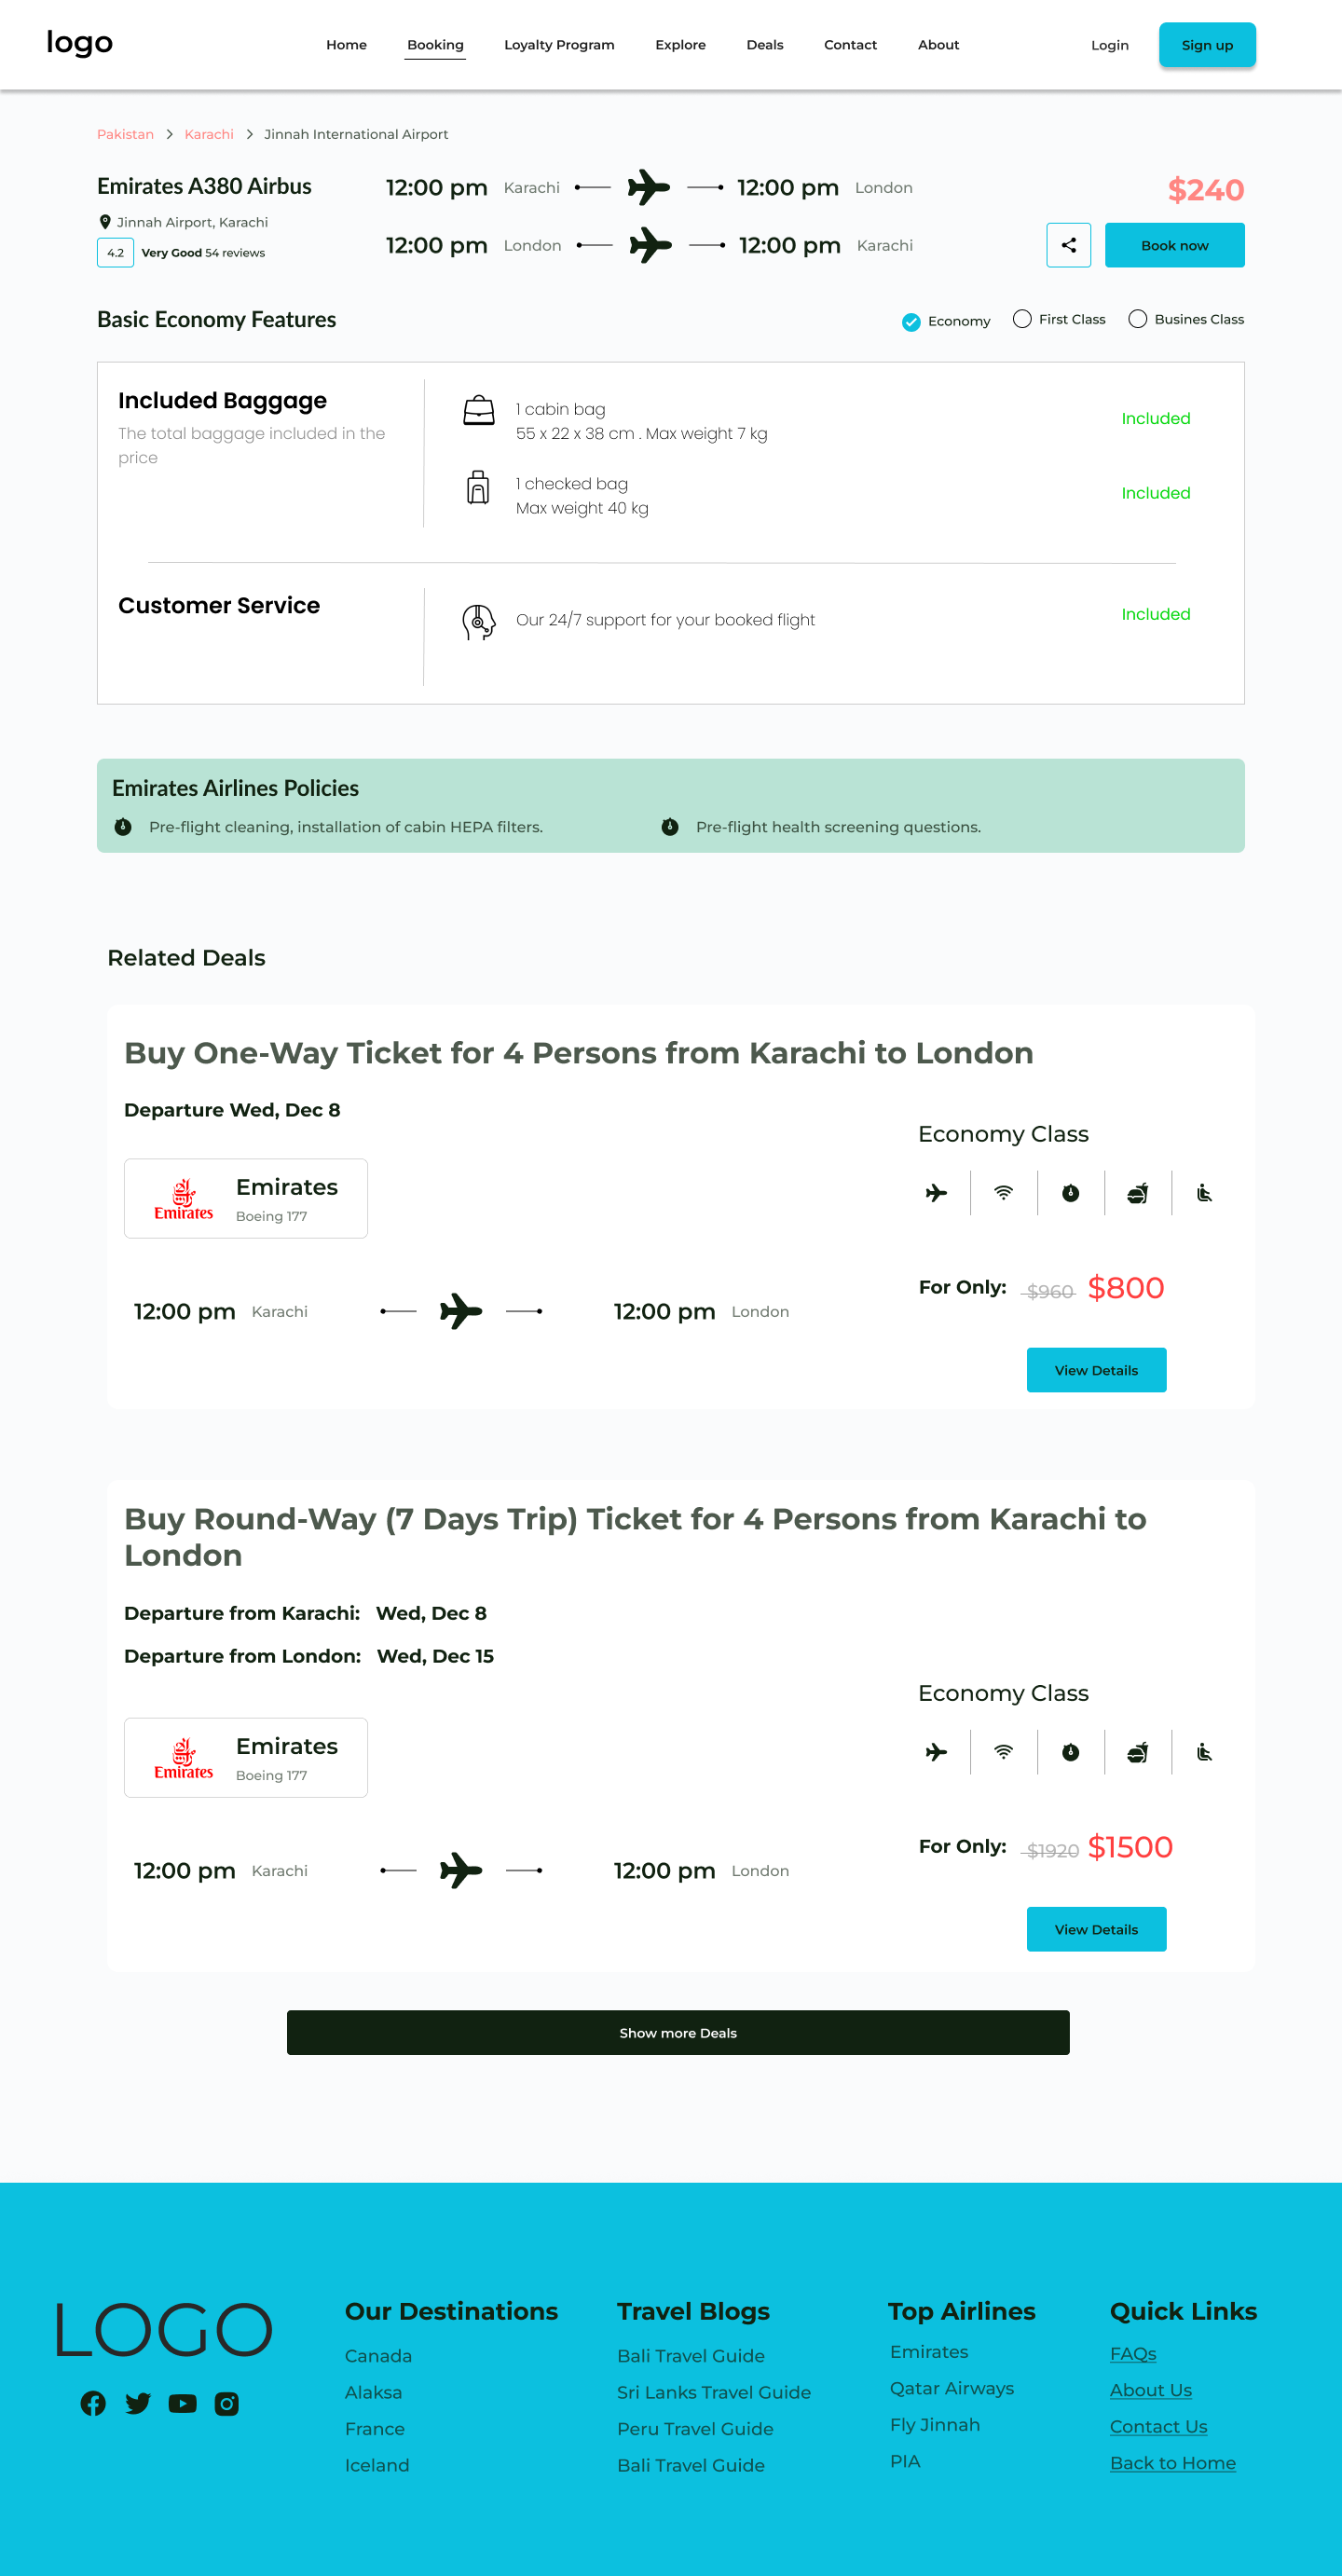 logo
Home Booking Loyalty Program Explore Deals Contact About Login Sign up
Pakistan > Karachi > Jinnah International Airport
Emirates A380 Airbus
Jinnah Airport, Karachi
4.2 Very Good 54 reviews
12:00 pm Karachi 12:00 pm London
12:00 pm London 12:00 pm Karachi
$240
Book now
Basic Economy Features
Economy First Class Busines Class
Included Baggage
The total baggage included in the
price
1 cabin bag
55 x 22 x 38 cm . Max weight 7 kg
Included
1 checked bag
Max weight 40 kg
Included
Customer Service
Our 24/7 support for your booked flight
Included
Emirates Airlines Policies
Pre-flight cleaning, installation of cabin HEPA filters.
Pre-flight health screening questions.
Related Deals
Buy One-Way Ticket for 4 Persons from Karachi to London
Departure Wed, Dec 8
Emirates
Emirates
Boeing 177
12:00 pm Karachi 12:00 pm London
Economy Class
For Only: $960 $800
View Details
Buy Round-Way (7 Days Trip) Ticket for 4 Persons from Karachi to
London
Departure from Karachi: Wed, Dec 8
Departure from London: Wed, Dec 15
Emirates
Emirates
Boeing 177
12:00 pm Karachi 12:00 pm London
Economy Class
For Only: $1920 $1500
View Details
Show more Deals
LOGO
Our Destinations
Canada
Alaksa
France
Iceland
Travel Blogs
Bali Travel Guide
Sri Lanks Travel Guide
Peru Travel Guide
Bali Travel Guide
Top Airlines
Emirates
Qatar Airways
Fly Jinnah
PIA
Quick Links
FAQs
About Us
Contact Us
Back to Home